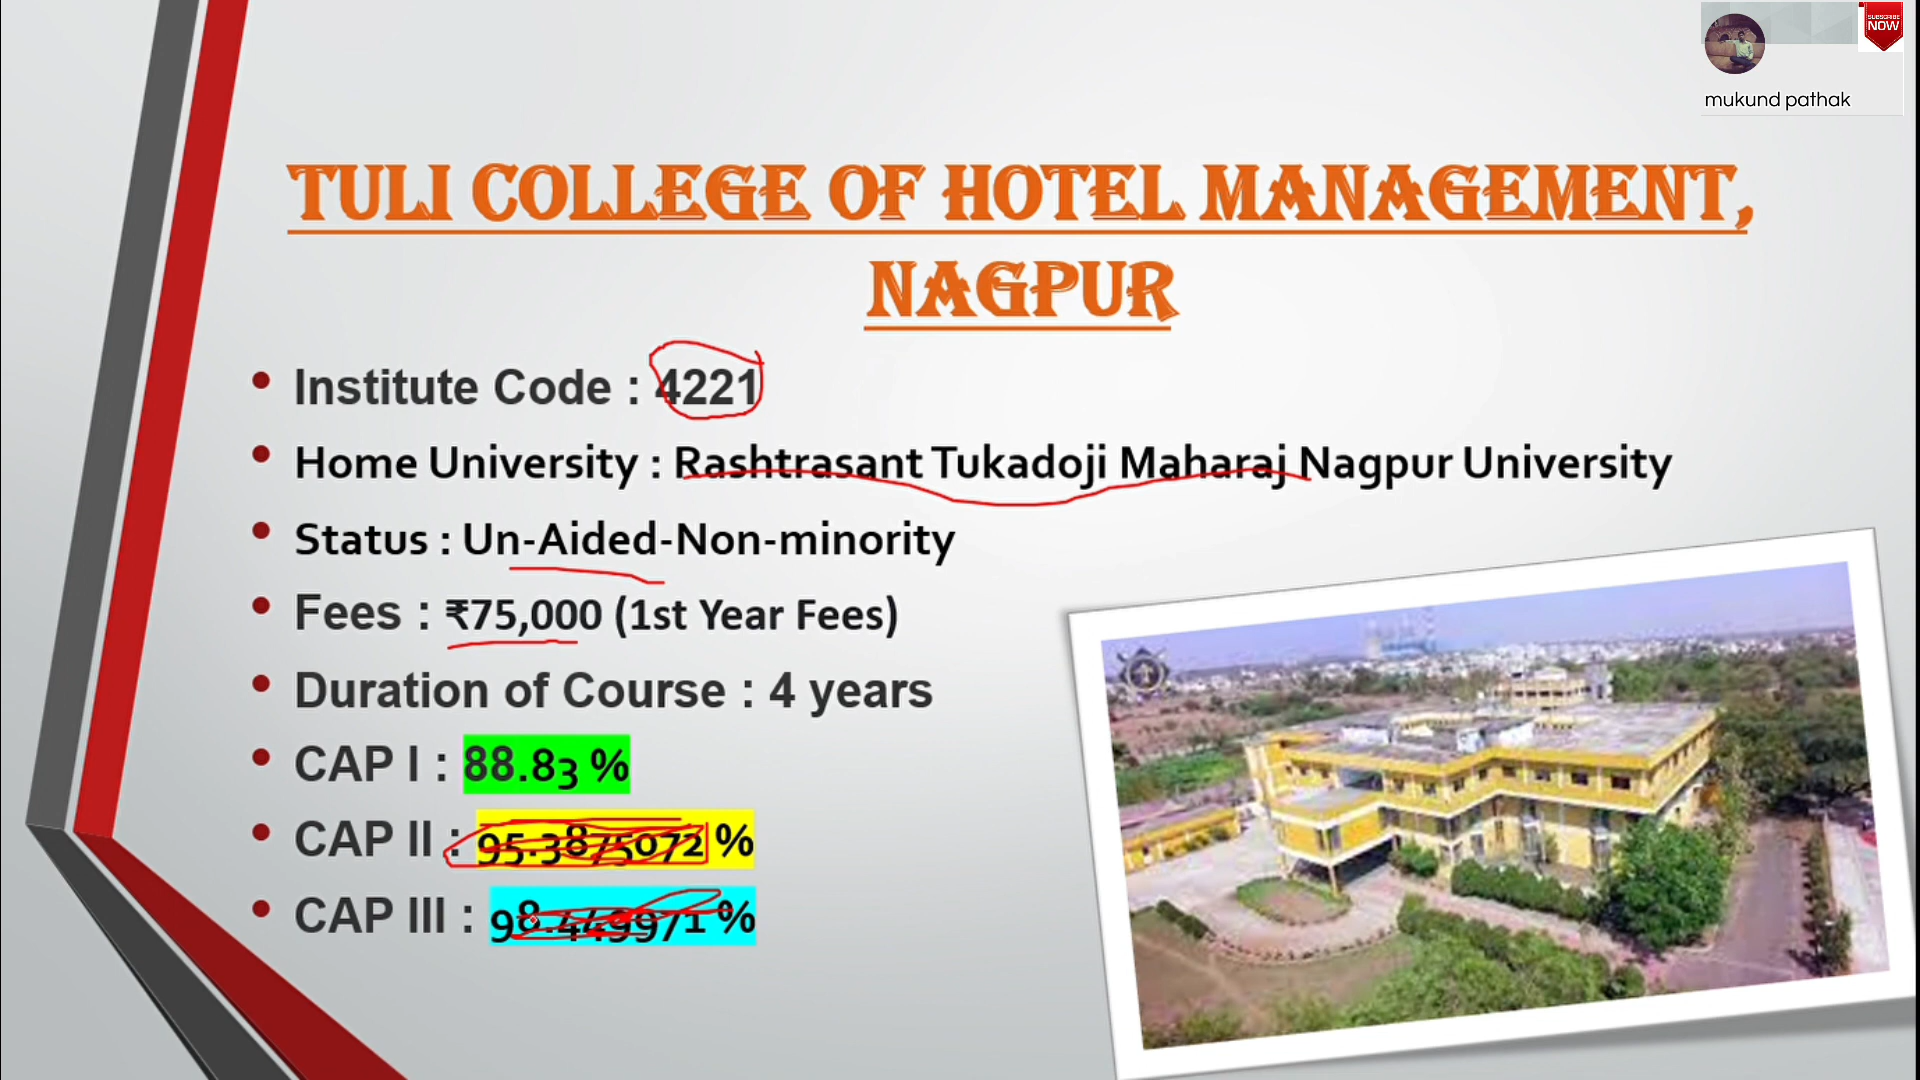 SUBSCRIBE
NOW
mukund pathak
TULI COLLEGE OF HOTEL MANAGEMENT,
NAGPUR
• Institute Code : 4221
• Home University : Rashtrasant Tukadoji Maharaj Nagpur University
• Status : Un-Aided-Non-minority
• Fees : ₹75,000 (1st Year Fees)
• Duration of Course : 4 years
• CAP I : 88.83 %
• CAP II : 95.3875072 %
• CAP III : 98.4499971 %